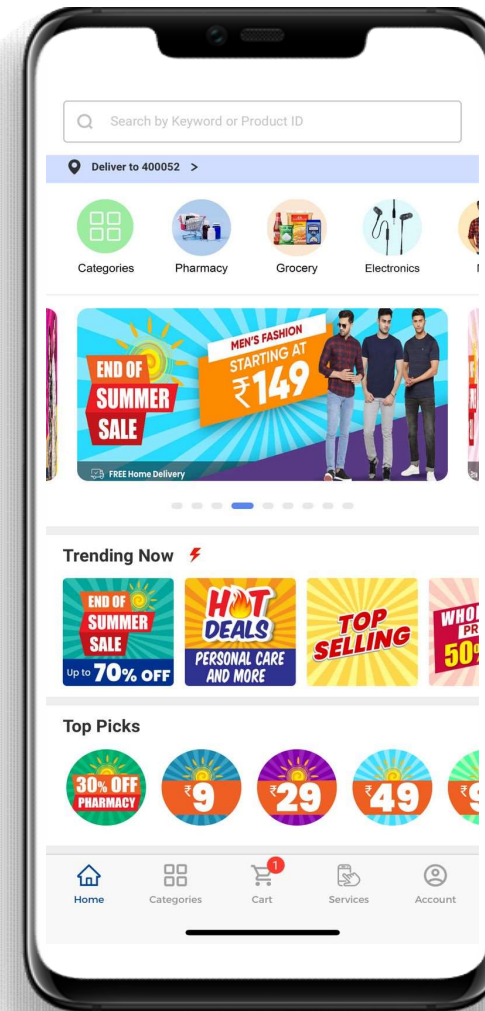 Search by Keyword or Product ID
Deliver to 400052 >
Categories
Pharmacy
Grocery
Electronics
END OF
SUMMER
SALE
MEN'S FASHION
STARTING AT
₹149
FREE Home Delivery
Trending Now
END OF
SUMMER
SALE
Up to 70% OFF
HOT
DEALS
PERSONAL CARE
AND MORE
TOP
SELLING
50%
Top Picks
30% OFF
PHARMACY
₹9
₹29
₹49
1
Home
Categories
Cart
Services
Account